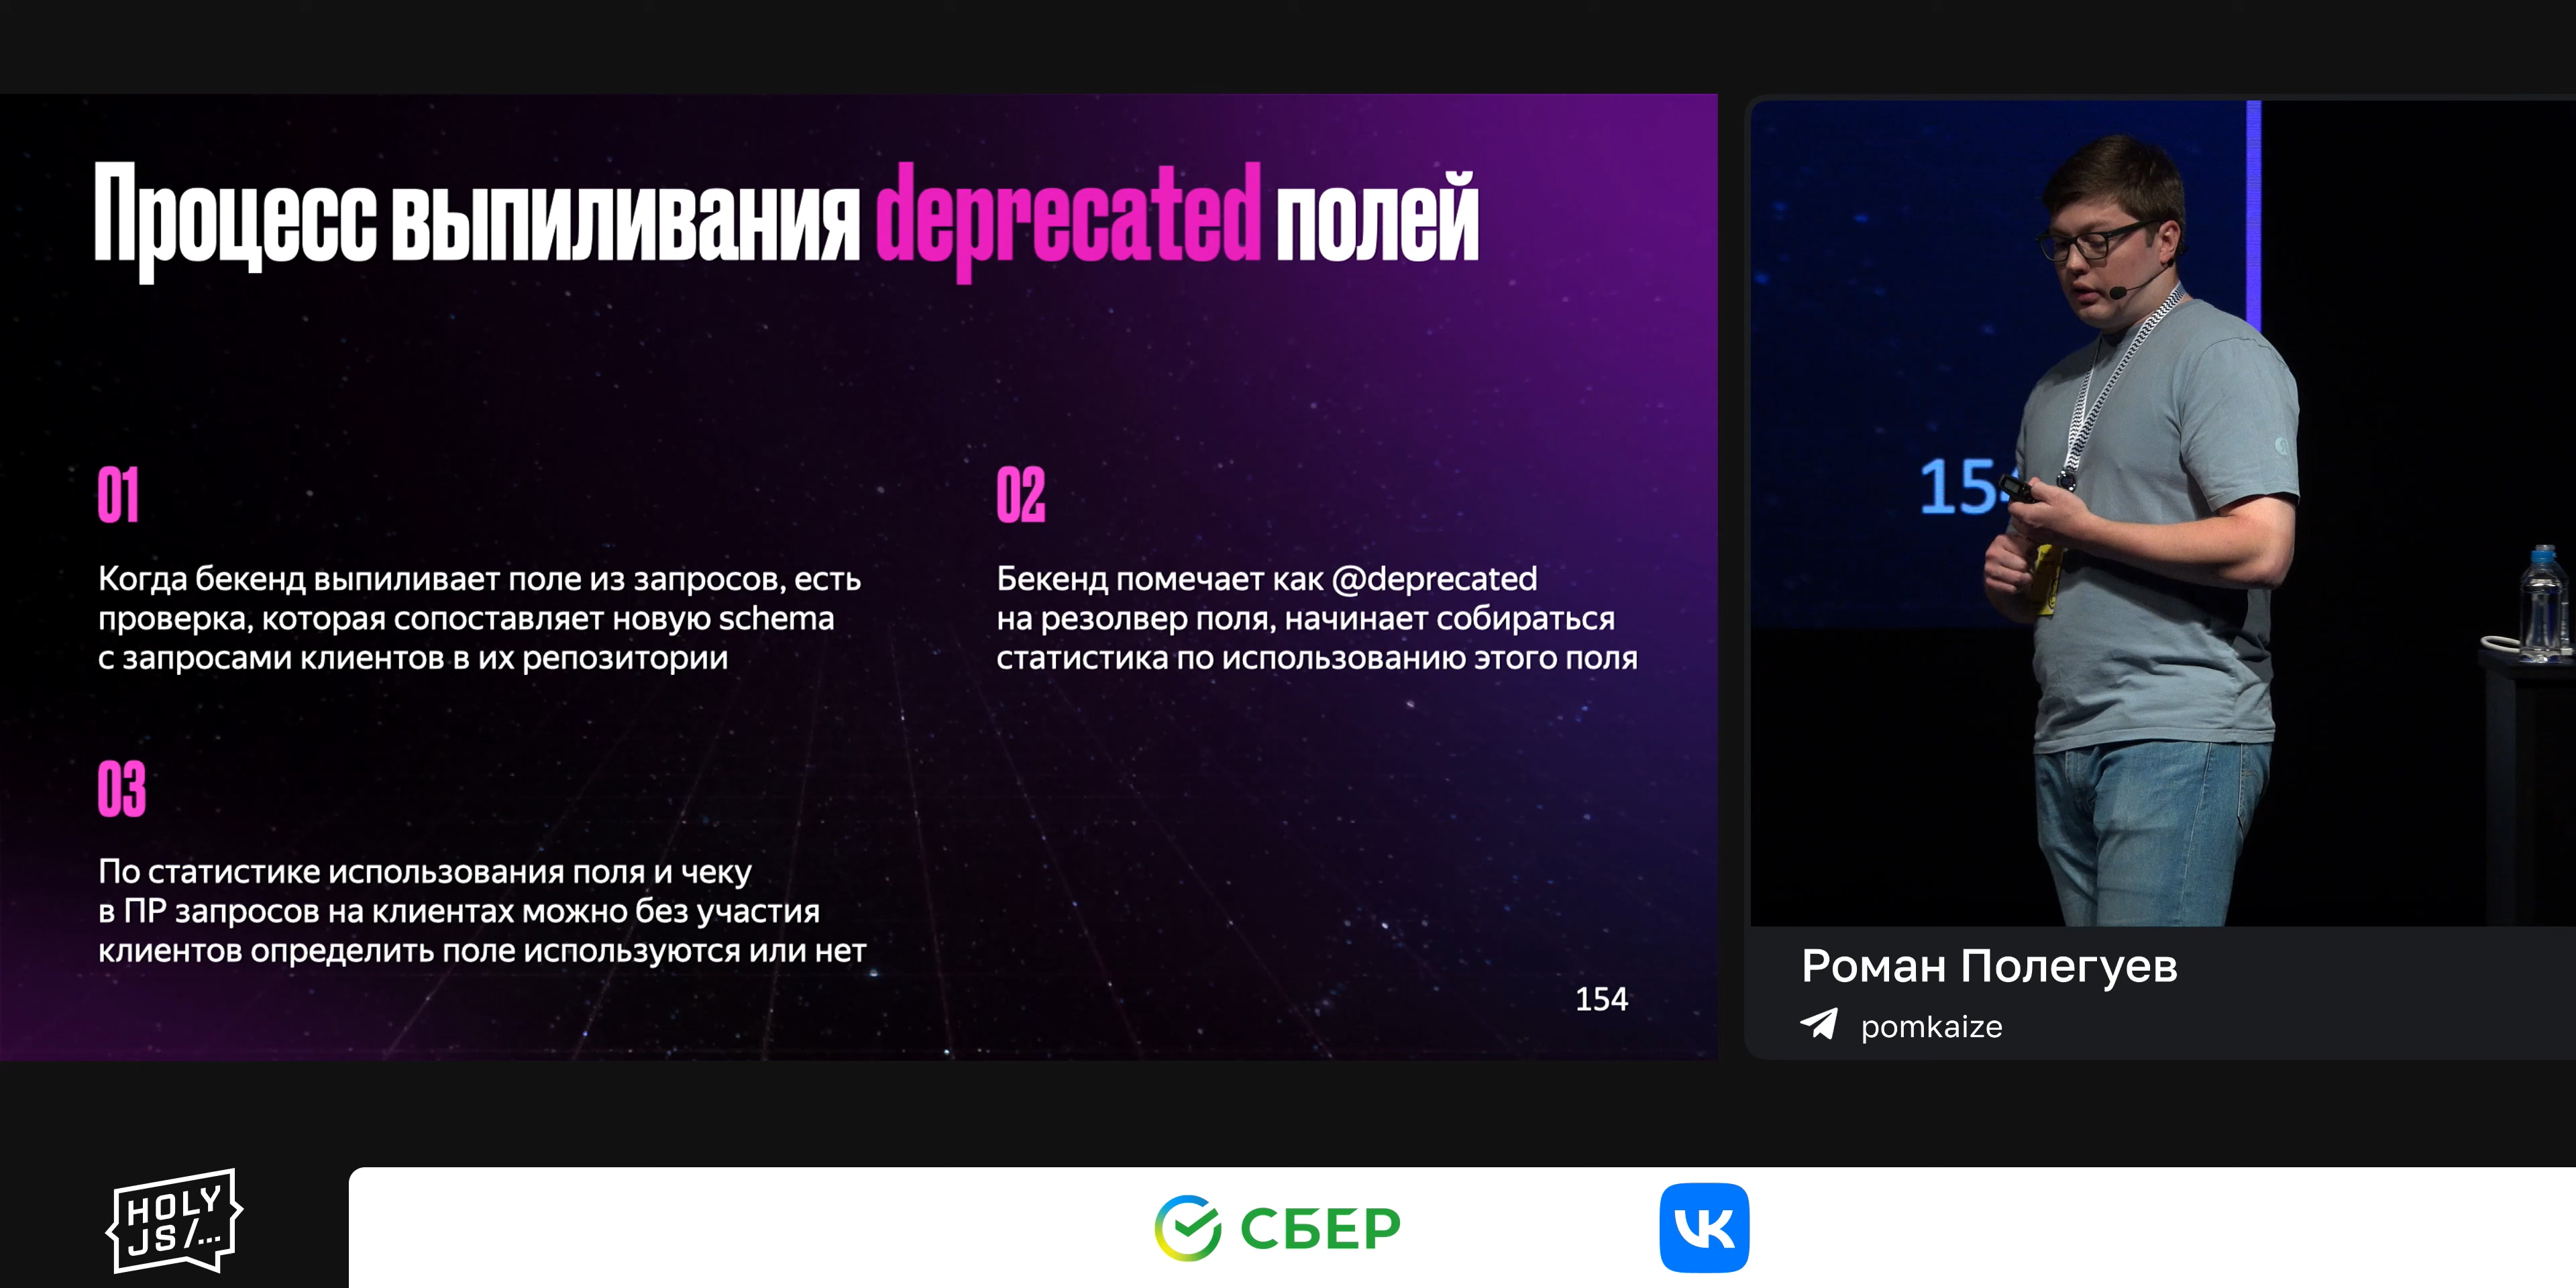 Процесс выпиливания deprecated полей
01
Когда бекенд выпиливает поле из запросов, есть
проверка, которая сопоставляет новую schema
с запросами клиентов в их репозитории
02
Бекенд помечает как @deprecated
на резолвер поля, начинает собираться
статистика по использованию этого поля
03
По статистике использования поля и чеку
в ПР запросов на клиентах можно без участия
клиентов определить поле используются или нет
154
154
Роман Полегуев
pomkaize
HOLY
JS/...
СБЕР
VK